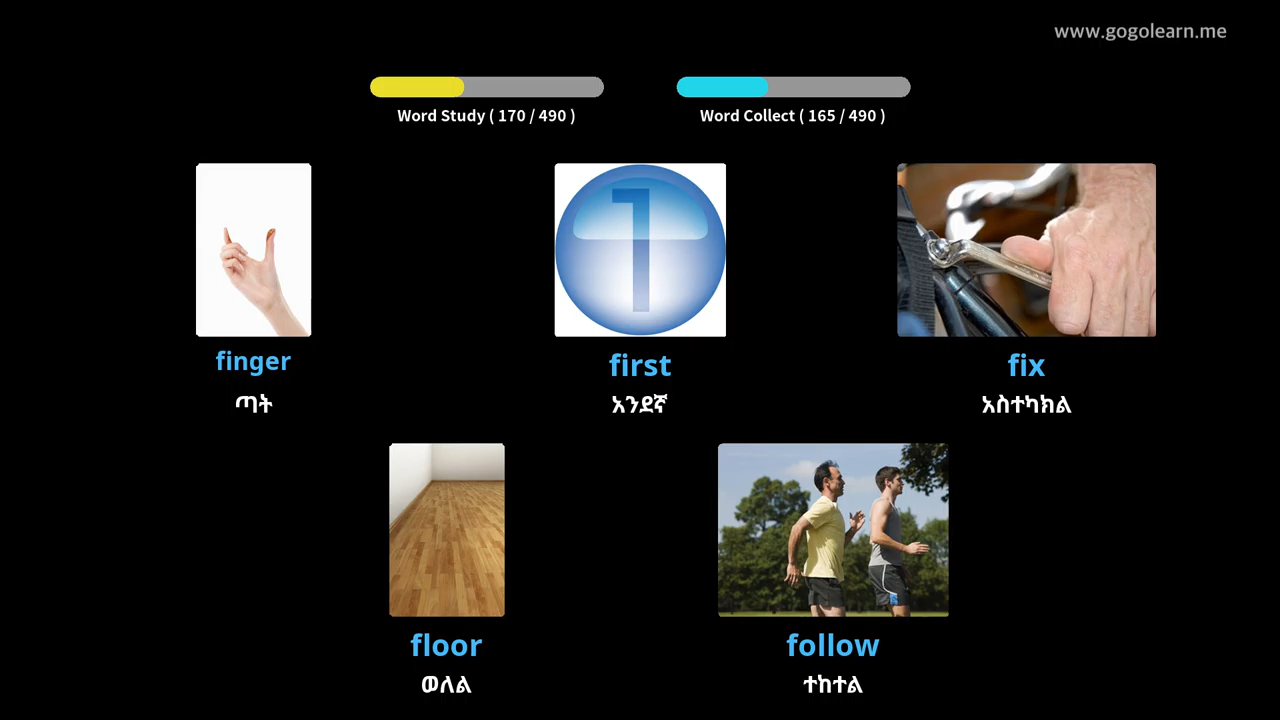 www.gogolearn.me
Word Study ( 170 / 490 )
Word Collect ( 165 / 490 )
1
finger
first
fix
ጣት
አንደኛ
አስተካክል
floor
follow
ወለል
ተከተል